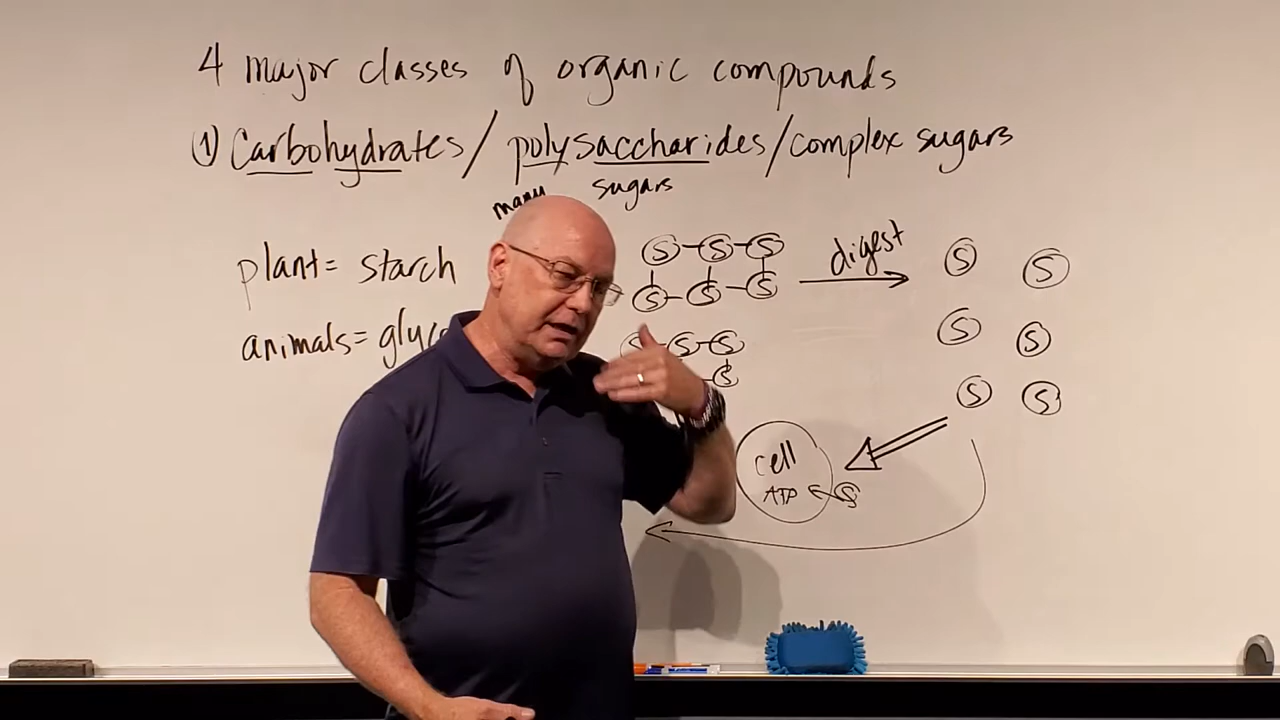 4 major classes of organic compounds
① Carbohydrates / polysaccharides / complex sugars
many sugars
plant = starch
S S S
S S S
digest
S S
S S
S S
animals =
S S S
S
cell
ATP S